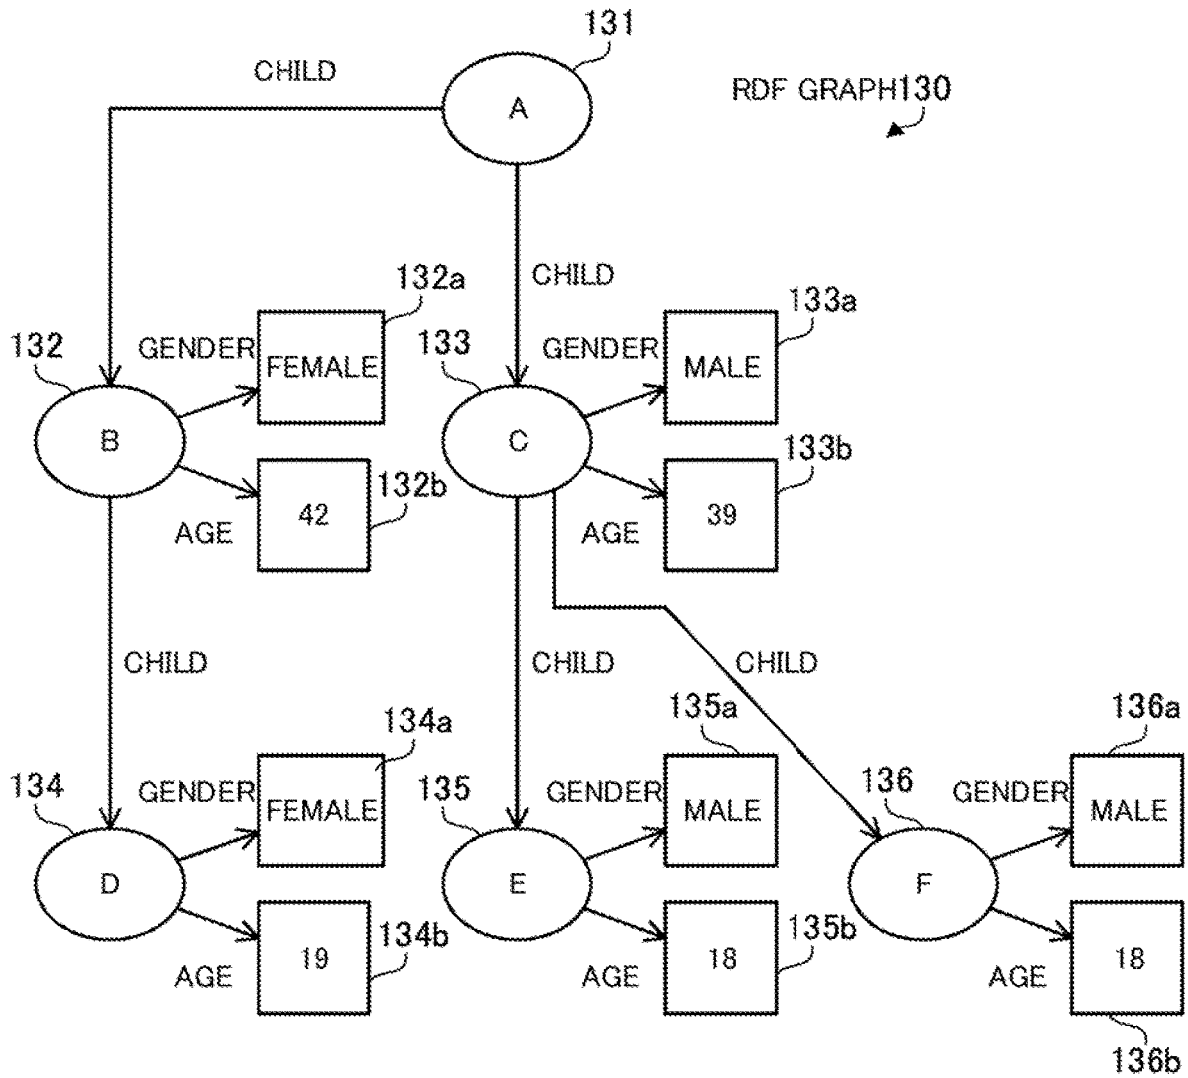 131
CHILD
A
RDF GRAPH130
CHILD
132a
133a
132
GENDER
FEMALE
133
GENDER
MALE
B
C
132b
133b
AGE
42
AGE
39
CHILD
CHILD
CHILD
134a
135a
136a
134
GENDER
FEMALE
135
GENDER
MALE
136
GENDER
MALE
D
E
F
134b
135b
AGE
19
AGE
18
AGE
18
136b